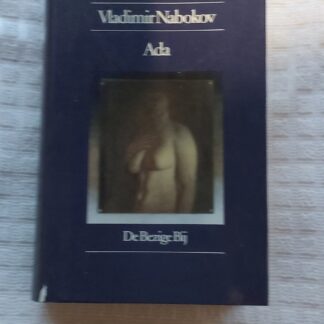 Vladimir Nabokov
Ada
De Bezige Bij